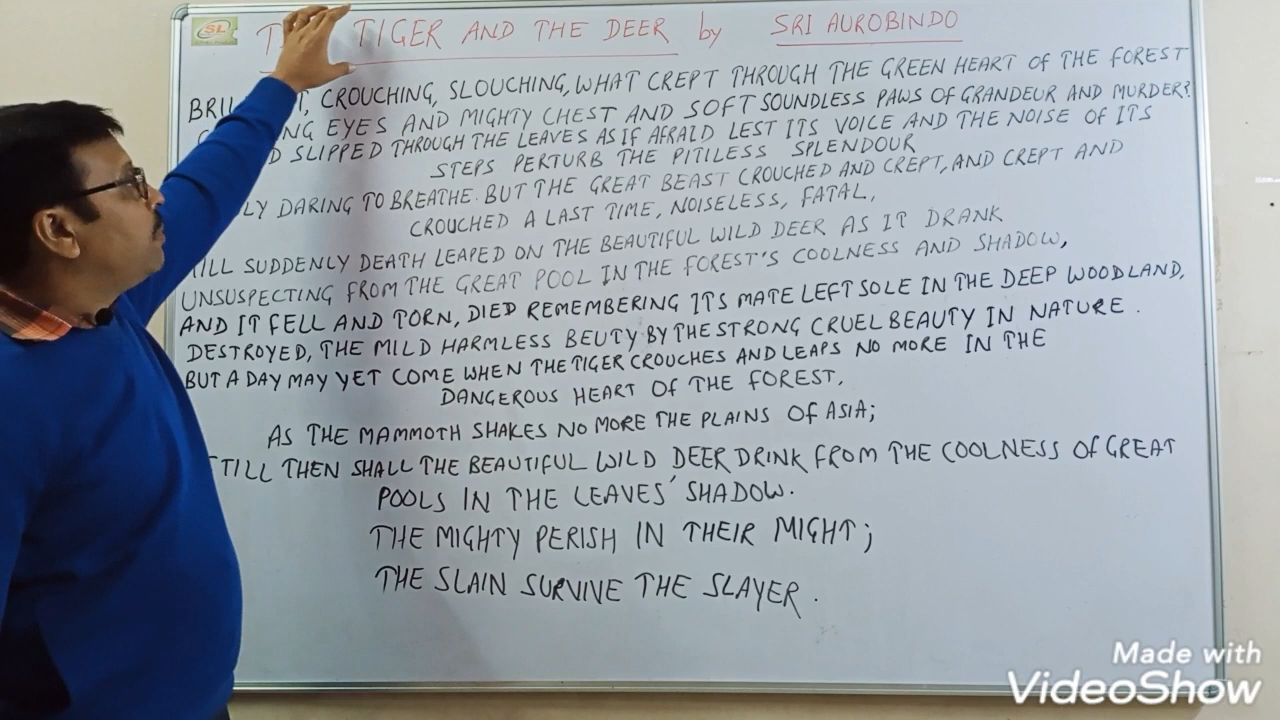 SL
TIGER AND THE DEER by SRI AUROBINDO
CROUCHING, SLOUCHING, WHAT CREPT THROUGH THE GREEN HEART Of THE FOREST
EYES AND MIGHTY CHEST AND SOFT SOUNDLESS PAWS OF GRANDEUR AND MURDER?
SLIPPED THROUGH THE LEAVES AS IF AFRAID LEST ITS VOICE AND THE NOISE OF ITS
STEPS PERTURB THE PITILESS SPLENDOUR
DARING TO BREATHE. BUT THE GREAT BEAST CROUCHED AND CREPT, AND CREPT AND
CROUCHED A LAST TIME, NOISELESS, FATAL,
SUDDENLY DEATH LEAPED ON THE BEAUTIFUL WILD DEER AS IT DRANK
UNSUSPECTING FROM THE GREAT POOL IN THE FOREST'S COOLNESS AND SHADOW,
AND IT FELL AND TORN, DIED REMEMBERING ITS MATE LEFT SOLE IN THE DEEP WOODLAND,
DESTROYED, THE MILD HARMLESS BEUTY BY THE STRONG CRUEL BEAUTY IN NATURE.
BUT A DAY MAY YET COME WHEN THE TIGER CROUCHES AND LEAPS NO MORE IN THE
DANGEROUS HEART OF THE FOREST,
AS THE MAMMOTH SHAKES NO MORE THE PLAINS Of ASIA;
THEN SHALL THE BEAUTIFUL WILD DEER DRINK FROM THE COOLNESS OF GREAT
POOLS IN THE LEAVES' SHADOW.
THE MIGHTY PERISH IN THEIR MIGHT;
THE SLAIN SURVIVE THE SLAYER.
Made with
VideoShow